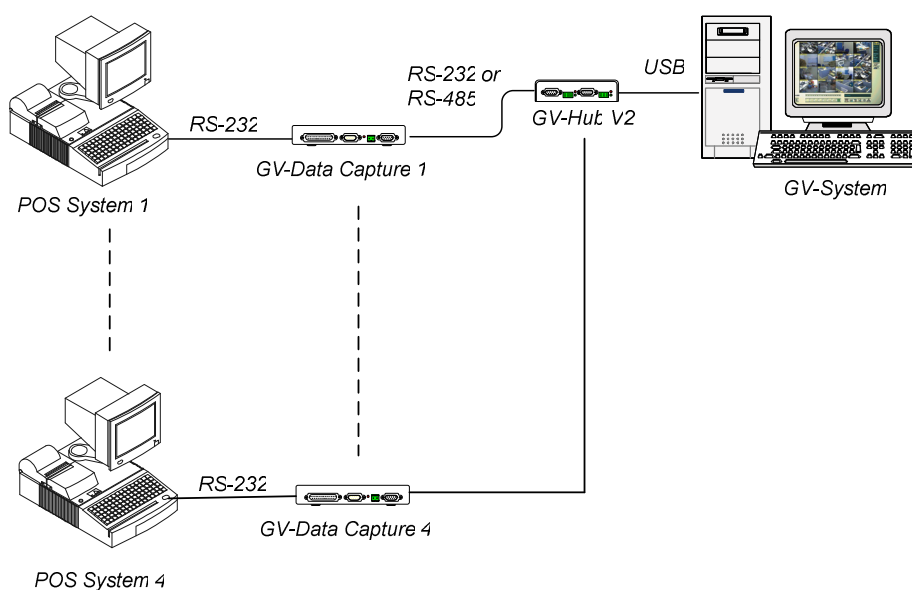 RS-232 or
RS-485
USB
GV-Hub V2
RS-232
GV-Data Capture 1
GV-System
POS System 1
RS-232
GV-Data Capture 4
POS System 4